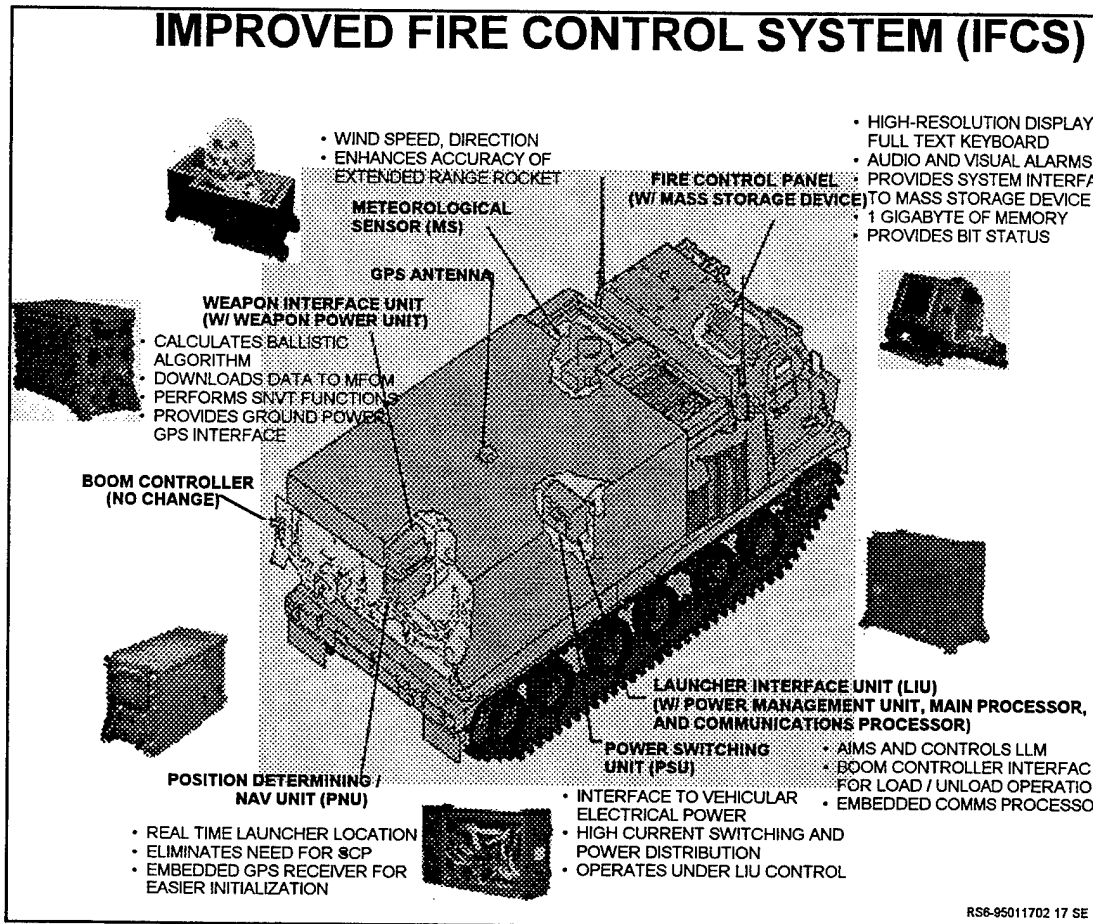 IMPROVED FIRE CONTROL SYSTEM (IFCS)
• WIND SPEED, DIRECTION
• ENHANCES ACCURACY OF
EXTENDED RANGE ROCKET
METEOROLOGICAL
SENSOR (MS)
GPS ANTENNA
FIRE CONTROL PANEL
(W/ MASS STORAGE DEVICE)
• HIGH-RESOLUTION DISPLAY
FULL TEXT KEYBOARD
• AUDIO AND VISUAL ALARMS
• PROVIDES SYSTEM INTERFA
TO MASS STORAGE DEVICE
• 1 GIGABYTE OF MEMORY
• PROVIDES BIT STATUS
WEAPON INTERFACE UNIT
(W/ WEAPON POWER UNIT)
• CALCULATES BALLISTIC
ALGORITHM
• DOWNLOADS DATA TO MFOM
• PERFORMS SNVT FUNCTIONS
• PROVIDES GROUND POWER
GPS INTERFACE
BOOM CONTROLLER
(NO CHANGE)
LAUNCHER INTERFACE UNIT (LIU)
(W/ POWER MANAGEMENT UNIT, MAIN PROCESSOR,
AND COMMUNICATIONS PROCESSOR)
• AIMS AND CONTROLS LLM
• BOOM CONTROLLER INTERFAC
FOR LOAD / UNLOAD OPERATIO
• EMBEDDED COMMS PROCESSO
POWER SWITCHING
UNIT (PSU)
• INTERFACE TO VEHICULAR
ELECTRICAL POWER
• HIGH CURRENT SWITCHING AND
POWER DISTRIBUTION
• OPERATES UNDER LIU CONTROL
POSITION DETERMINING /
NAV UNIT (PNU)
• REAL TIME LAUNCHER LOCATION
• ELIMINATES NEED FOR SCP
• EMBEDDED GPS RECEIVER FOR
EASIER INITIALIZATION
RS6-95011702 17 SE